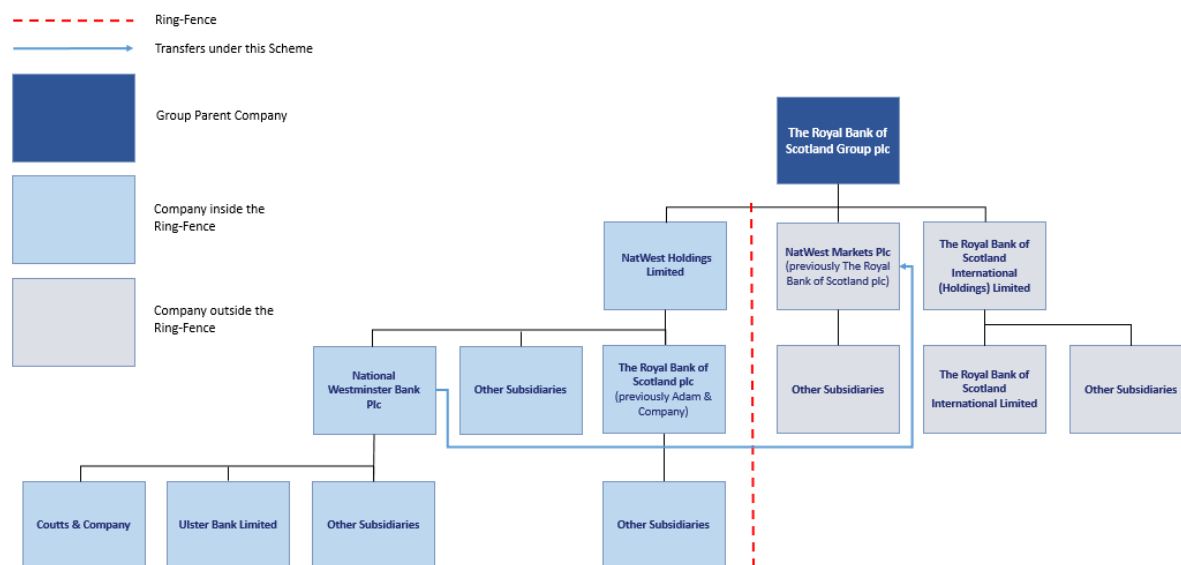 Ring-Fence
Transfers under this Scheme
Group Parent Company
Company inside the
Ring-Fence
Company outside the
Ring-Fence
The Royal Bank of
Scotland Group plc
NatWest Holdings
Limited
NatWest Markets Plc
(previously The Royal
Bank of Scotland plc)
The Royal Bank of
Scotland
International
(Holdings) Limited
National
Westminster Bank
Plc
Other Subsidiaries
The Royal Bank of
Scotland plc
(previously Adam &
Company)
Other Subsidiaries
The Royal Bank of
Scotland
International Limited
Other Subsidiaries
Coutts & Company
Ulster Bank Limited
Other Subsidiaries
Other Subsidiaries